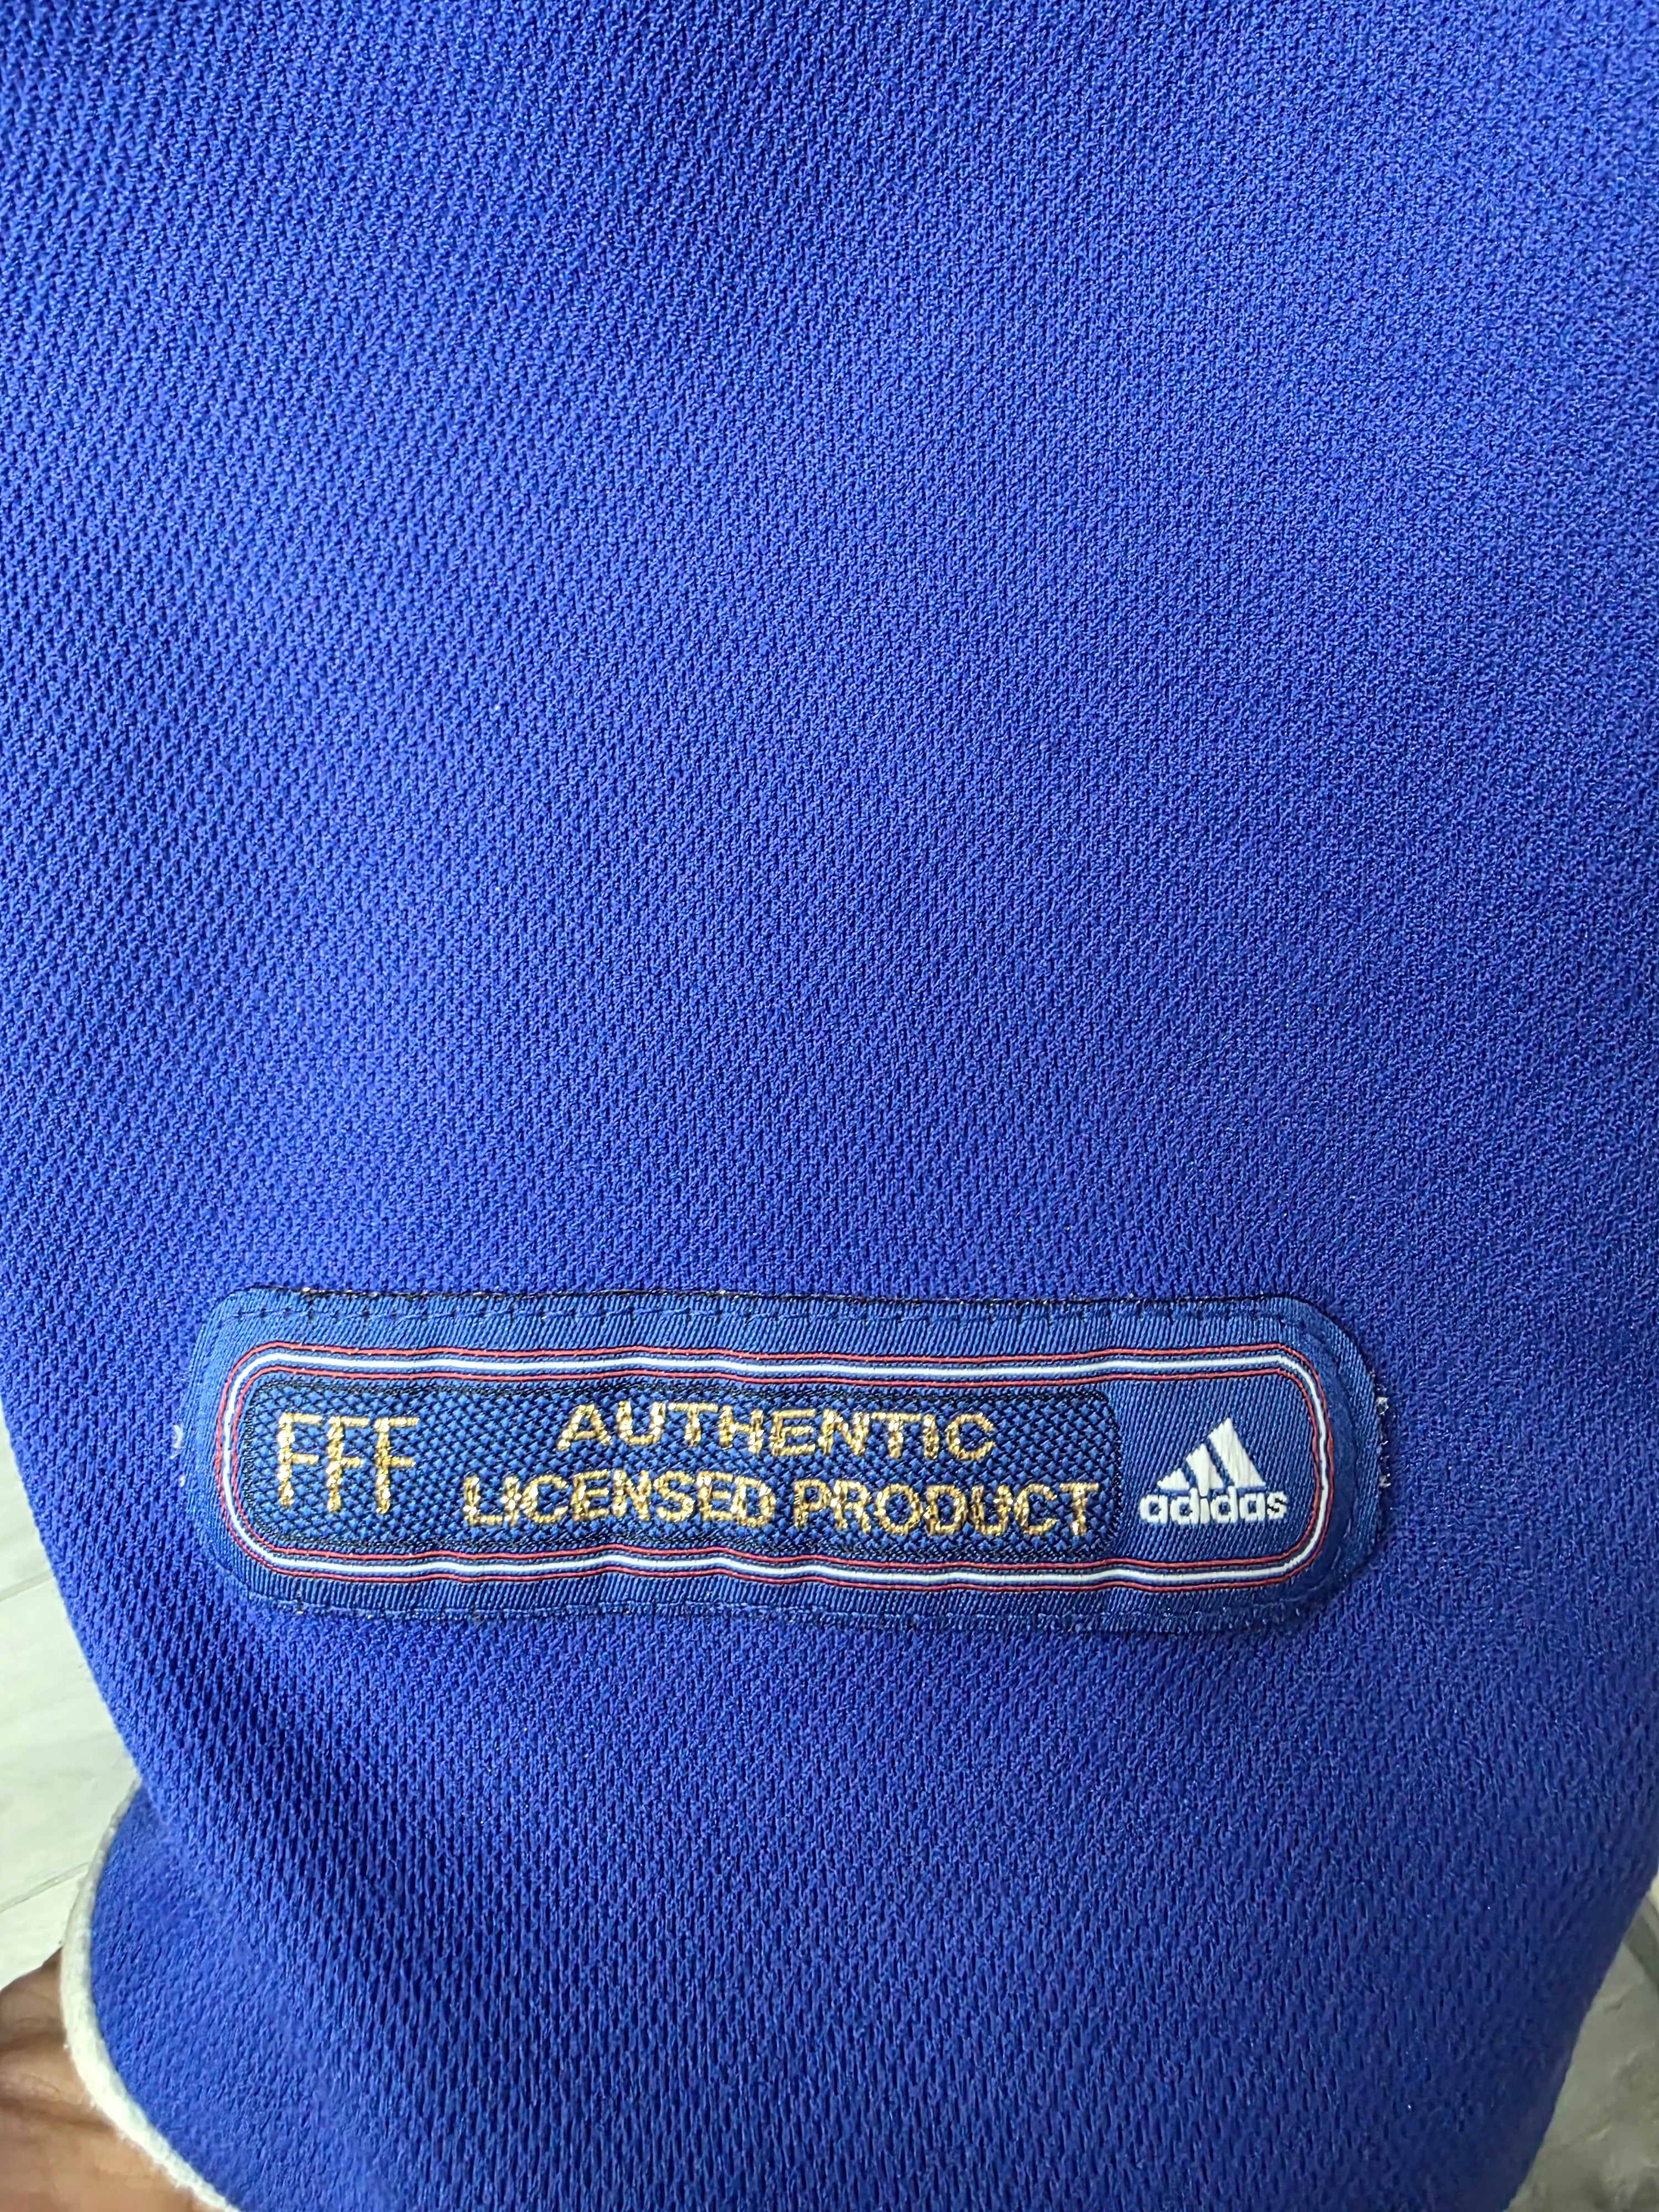 FFF
AUTHENTIC
LICENSED PRODUCT
adidas